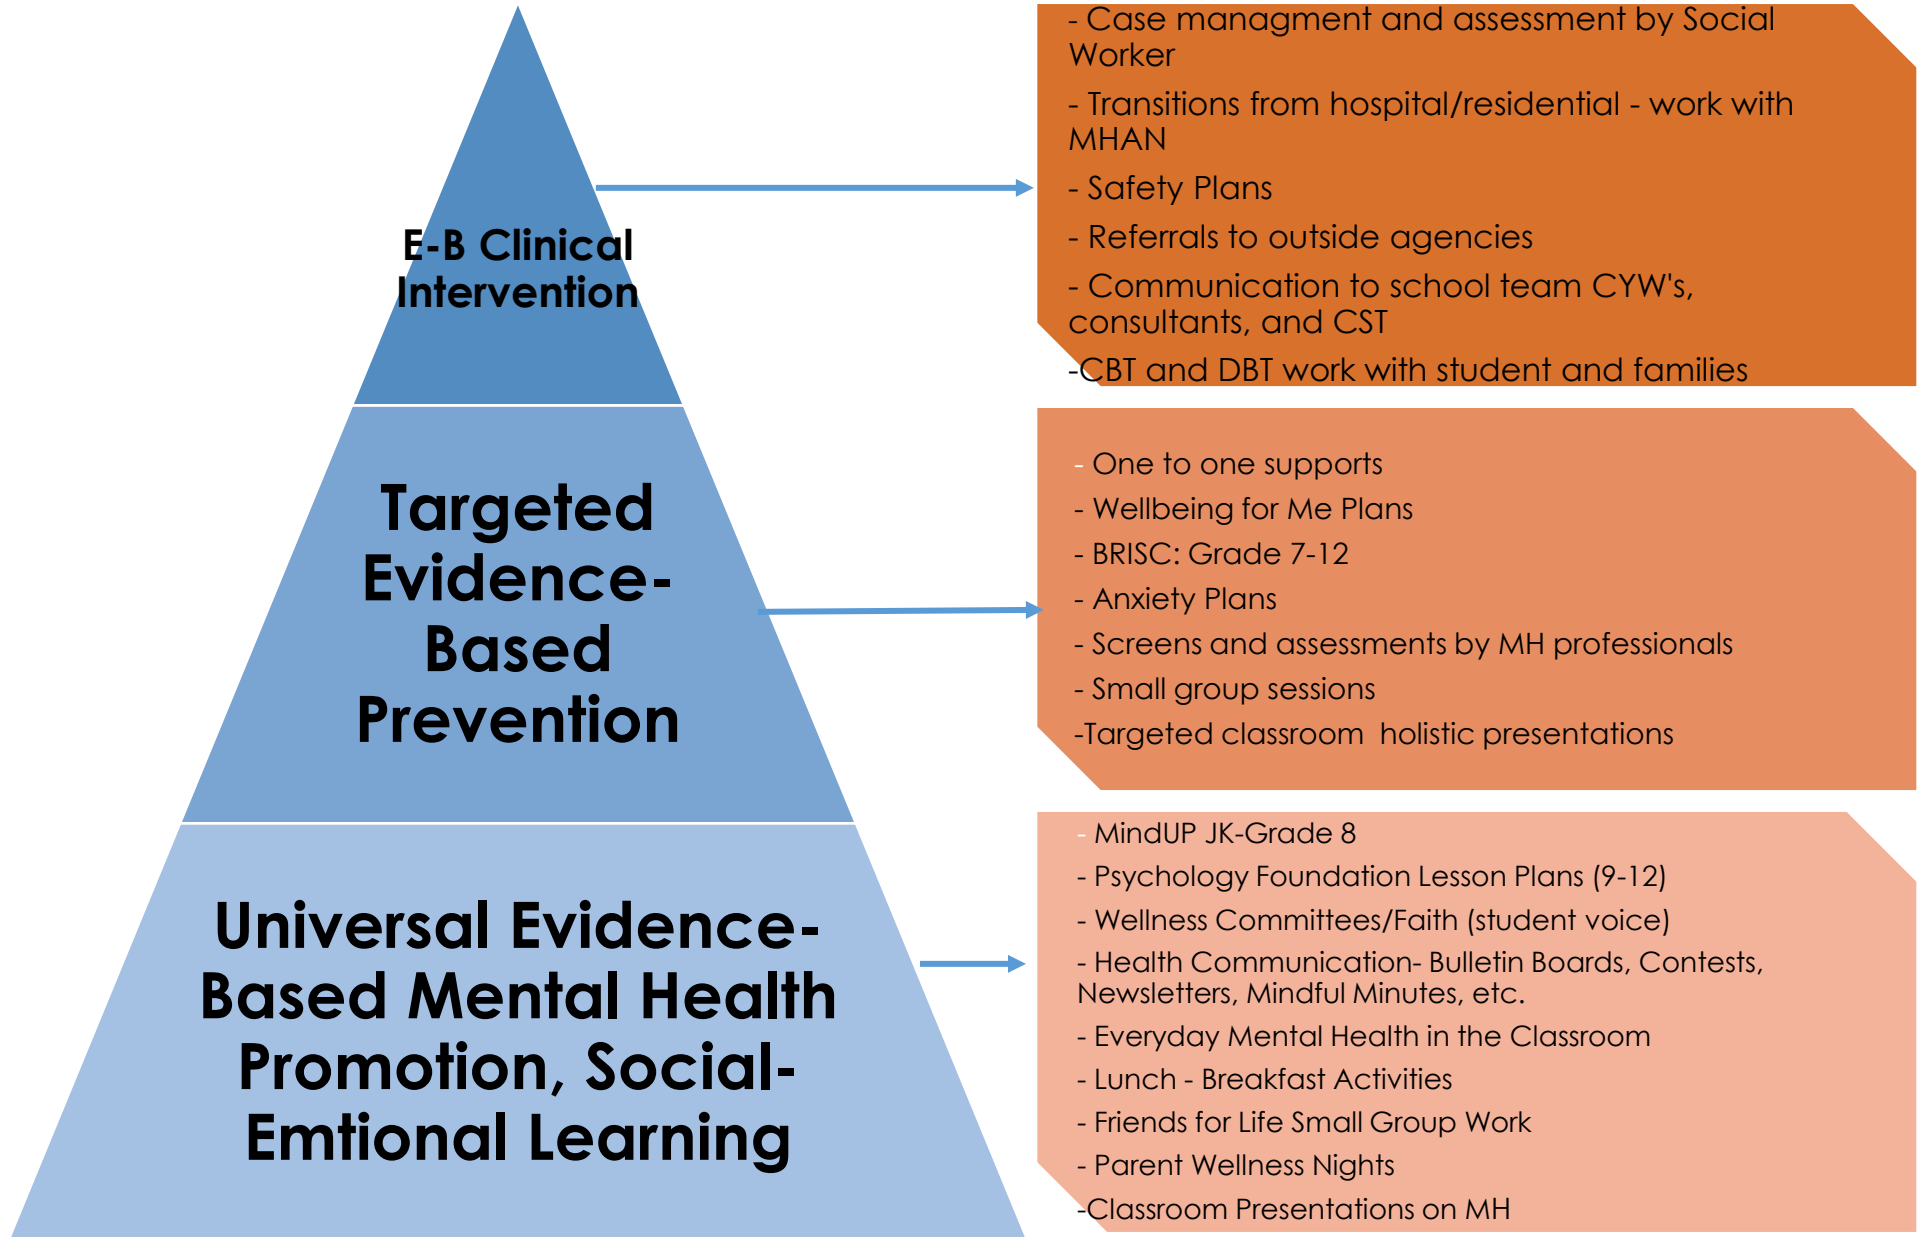 E-B Clinical
Intervention
- Case managment and assessment by Social
Worker
- Transitions from hospital/residential - work with
MHAN
- Safety Plans
- Referrals to outside agencies
- Communication to school team CYW's,
consultants, and CST
-CBT and DBT work with student and families
Targeted
Evidence-
Based
Prevention
- One to one supports
- Wellbeing for Me Plans
- BRISC: Grade 7-12
- Anxiety Plans
- Screens and assessments by MH professionals
- Small group sessions
-Targeted classroom  holistic presentations
Universal Evidence-
Based Mental Health
Promotion, Social-
Emtional Learning
- MindUP JK-Grade 8
- Psychology Foundation Lesson Plans (9-12)
- Wellness Committees/Faith (student voice)
- Health Communication- Bulletin Boards, Contests,
Newsletters, Mindful Minutes, etc.
- Everyday Mental Health in the Classroom
- Lunch - Breakfast Activities
- Friends for Life Small Group Work
- Parent Wellness Nights
-Classroom Presentations on MH